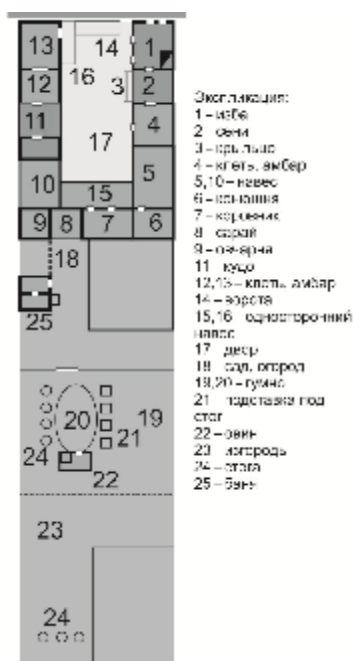 13
14
1
16
12
3
2
11
4
17
5
10
15
9
8
7
6
18
25
20
19
21
24
22
23
24
Экспликация:
1 – изба
2 – сени
3 – крыльцо
4 – клеть, амбар
5,10 – навес
6 – конюшня
7 – коровник
8 – сарай
9 – овчарня
11 – кудо
12,13 – клеть, амбар
14 – ворота
15,16 – односторонний
навес
17 – двор
18 – сад, огород
19,20 – гумно
21 – подставка под
стог
22 – овин
23 – изгородь
24 – стога
25 – баня